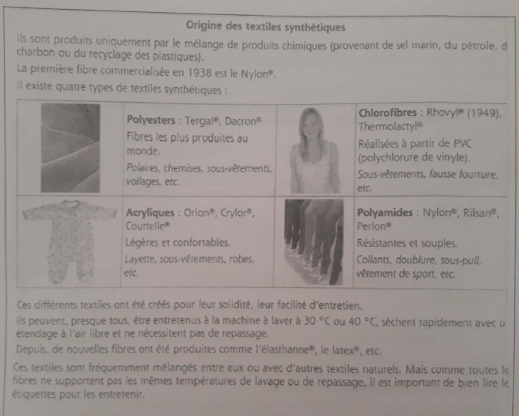 Origine des textiles synthétiques
Ils sont produits uniquement par le mélange de produits chimiques (provenant de sel marin, du pétrole, d
charbon ou du recyclage des plastiques).
La première fibre commercialisée en 1938 est le Nylon®.
Il existe quatre types de textiles synthétiques :
Polyesters : Tergal®, Dacron®
Fibres les plus produites au
monde.
Polaires, chemises, sous-vêtements,
voilages, etc.
Chlorofibres : Rhovyl® (1949),
Thermolactyl®
Réalisées à partir de PVC
(polychlorure de vinyle).
Sous-vêtements, fausse fourrure,
etc.
Acryliques : Orlon®, Crylor®,
Courtelle®
Légères et confortables.
Layette, sous-vêtements, robes,
etc.
Polyamides : Nylon®, Rilsan®,
Perlon®
Résistantes et souples.
Collants, doublure, sous-pull,
vêtement de sport, etc.
Ces différents textiles ont été créés pour leur solidité, leur facilité d'entretien.
Ils peuvent, presque tous, être entretenus à la machine à laver à 30 °C ou 40 °C, sèchent rapidement avec u
étendage à l'air libre et ne nécessitent pas de repassage.
Depuis, de nouvelles fibres ont été produites comme l'élasthanne®, le latex®, etc.
Ces textiles sont fréquemment mélangés entre eux ou avec d'autres textiles naturels. Mais comme toutes le
fibres ne supportent pas les mêmes températures de lavage ou de repassage, il est important de bien lire le
étiquettes pour les entretenir.